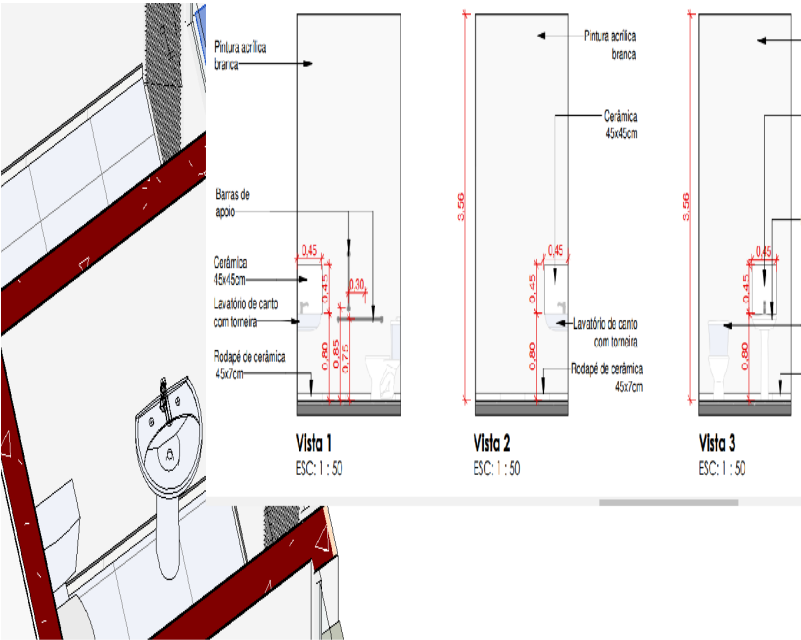 Pintura acrílica
branca
Barras de
apoio
Cerâmica
45x45cm
Lavatório de canto
com torneira
Rodapé de cerâmica
45x7cm
0,45
0,45
0,30
0,80
0,85
0,75
Vista 1
ESC: 1 : 50
3,56
Pintura acrílica
branca
Cerâmica
45x45cm
0,45
0,45
Lavatório de canto
com torneira
0,80
Rodapé de cerâmica
45x7cm
Vista 2
ESC: 1 : 50
3,56
0,45
0,45
0,80
Vista 3
ESC: 1 : 50